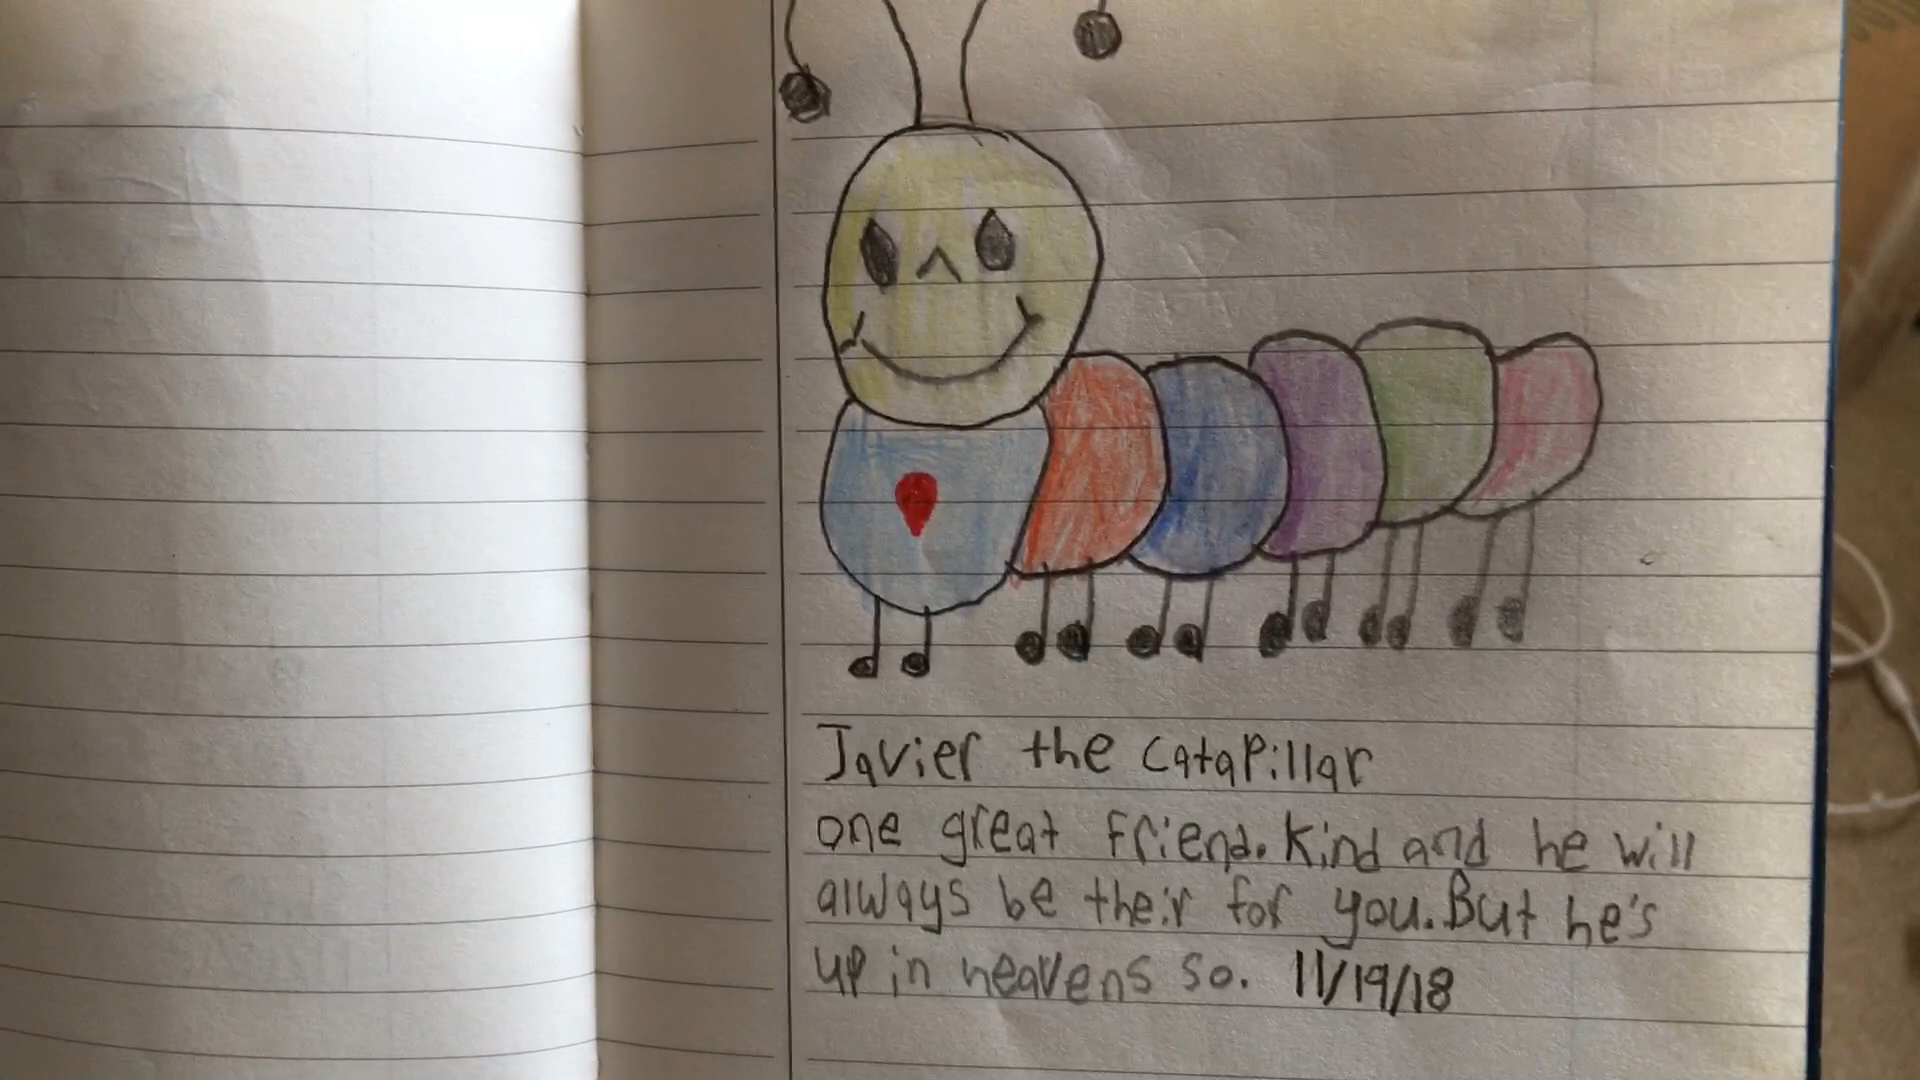 Javier the catapillar
one great friend. Kind and he will
always be their for you. But he's
up in heavens so. 11/19/18